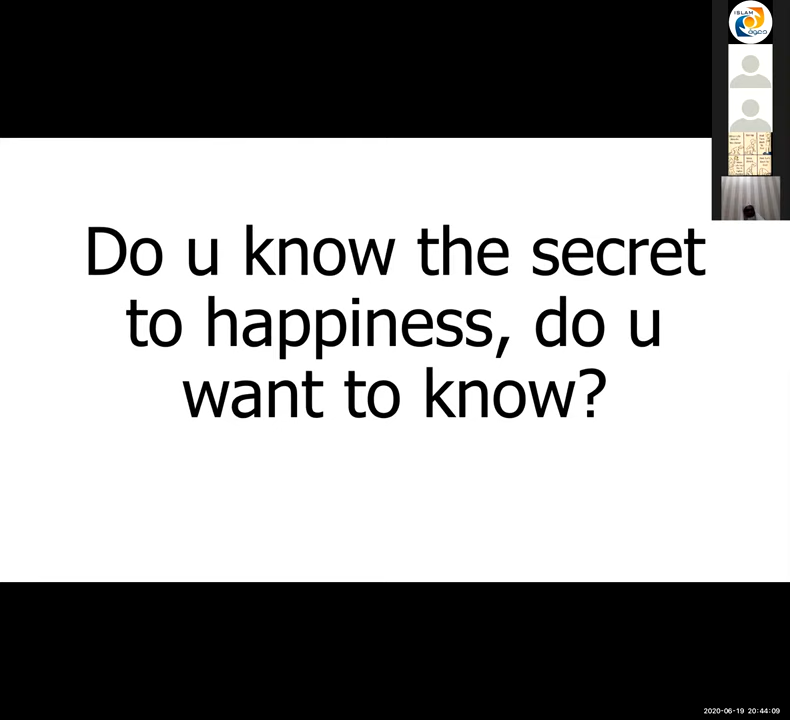 ISLAM
Do u know the secret
to happiness, do u
want to know?
2020-06-19 20:44:09